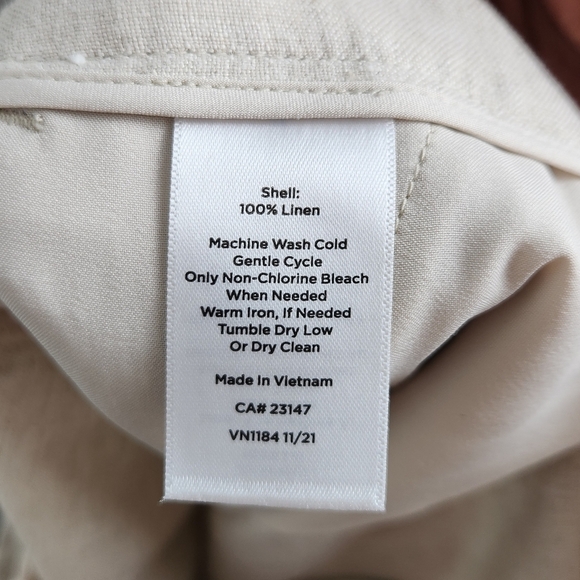 Shell:
100% Linen
Machine Wash Cold
Gentle Cycle
Only Non-Chlorine Bleach
When Needed
Warm Iron, If Needed
Tumble Dry Low
Or Dry Clean
Made In Vietnam
CA# 23147
VN1184 11/21